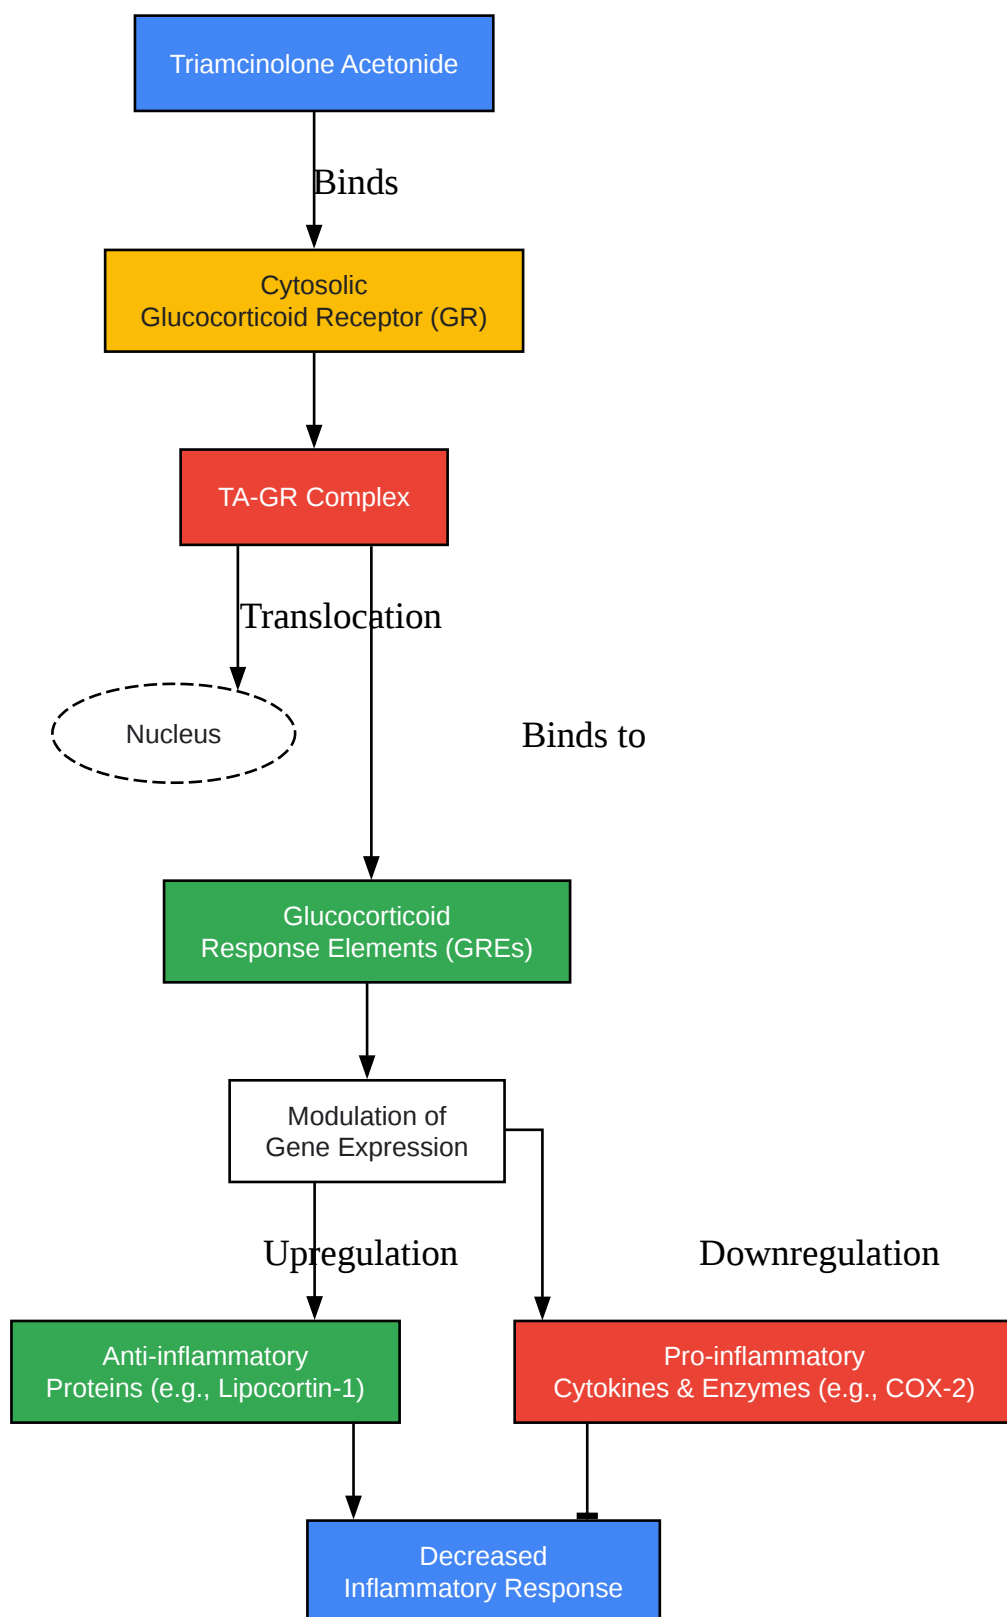 Triamcinolone Acetonide
Binds
Cytosolic
Glucocorticoid Receptor (GR)
TA-GR Complex
Translocation
Nucleus
Binds to
Glucocorticoid
Response Elements (GREs)
Modulation of
Gene Expression
Upregulation
Downregulation
Anti-inflammatory
Proteins (e.g., Lipocortin-1)
Pro-inflammatory
Cytokines & Enzymes (e.g., COX-2)
Decreased
Inflammatory Response